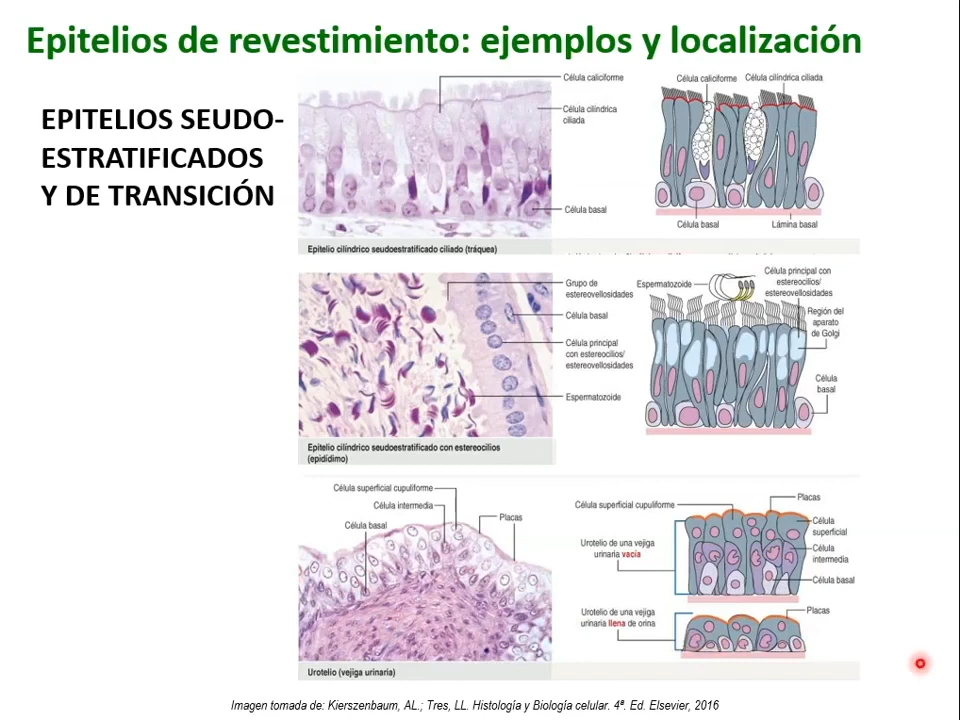 Epitelios de revestimiento: ejemplos y localización
EPITELIOS SEUDO-
ESTRATIFICADOS
Y DE TRANSICIÓN
Célula caliciforme
Célula cilíndrica
ciliada
Célula basal
Célula caliciforme
Célula cilíndrica ciliada
Célula basal
Lámina basal
Epitelio cilíndrico seudoestratificado ciliado (tráquea)
Grupo de
estereovellosidades
Célula basal
Célula principal
con estereocilios/
estereovellosidades
Espermatozoide
Espermatozoide
Célula principal con
estereocilios/
estereovellosidades
Región del
aparato
de Golgi
Célula
basal
Epitelio cilíndrico seudoestratificado con estereocilios
(epidídimo)
Célula superficial cupuliforme
Célula intermedia
Célula basal
Placas
Célula superficial cupuliforme
Placas
Célula
superficial
Célula
intermedia
Célula basal
Urotelio de una vejiga
urinaria vacía
Urotelio de una vejiga
urinaria llena de orina
Placas
Urotelio (vejiga urinaria)
Imagen tomada de: Kierszenbaum, AL.; Tres, LL. Histología y Biología celular. 4ª. Ed. Elsevier, 2016